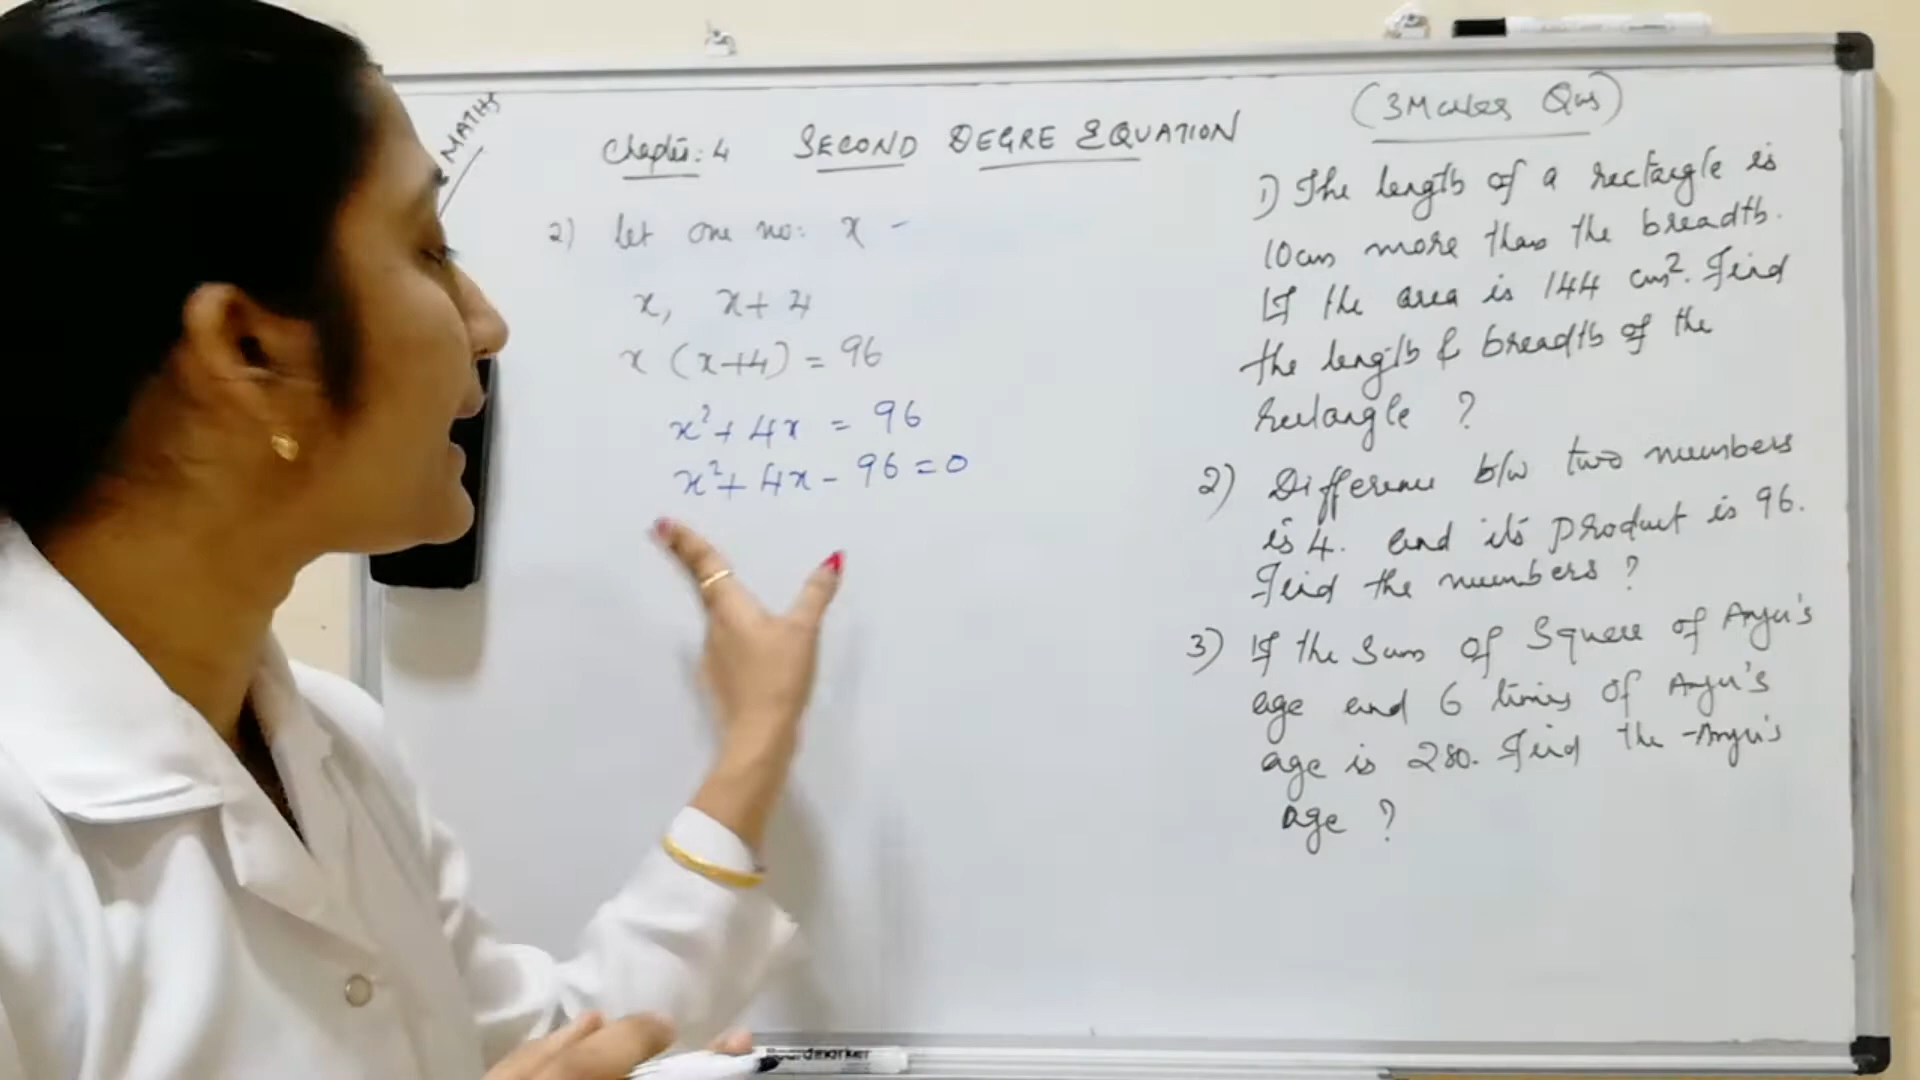 MATHS
Chapter: 4 SECOND DEGRE EQUATION
2) let one no: x -
x, x+4
x (x+4) = 96
x²+ 4x = 96
x²+ 4x - 96 = 0
(3 Marks Qus)
1) The length of a rectangle is
10cm more than the breadth.
If the area is 144 cm². Find
the length & breadth of the
rectangle ?
2) Difference b/w two numbers
is 4. and its product is 96.
Find the numbers ?
3) If the Sum of Square of Anju's
age and 6 times of Anju's
age is 280. Find the Anju's
age ?
Boardmarker